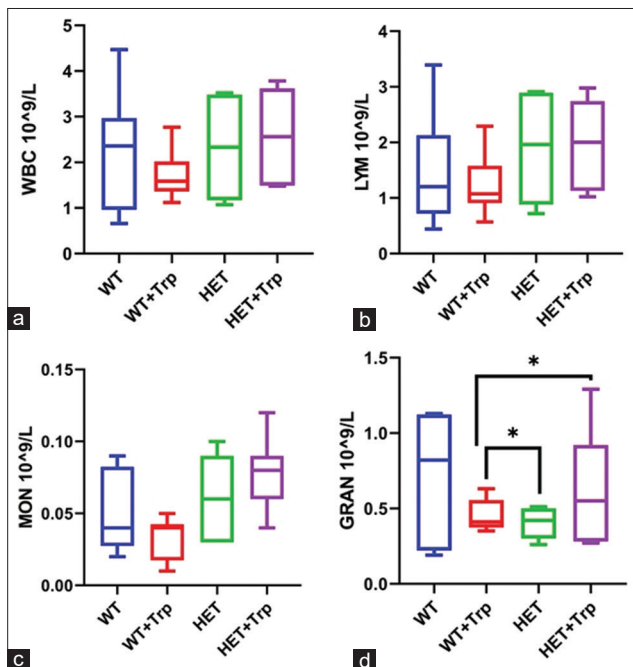 WBC 10^9/L
5
4
3
2
1
0
WT
WT+Trp
HET
HET+Trp
a
LYM 10^9/L
4
3
2
1
0
WT
WT+Trp
HET
HET+Trp
b
MON 10^9/L
0.15
0.10
0.05
0.00
WT
WT+Trp
HET
HET+Trp
c
GRAN 10^9/L
1.5
1.0
0.5
0.0
*
*
WT
WT+Trp
HET
HET+Trp
d